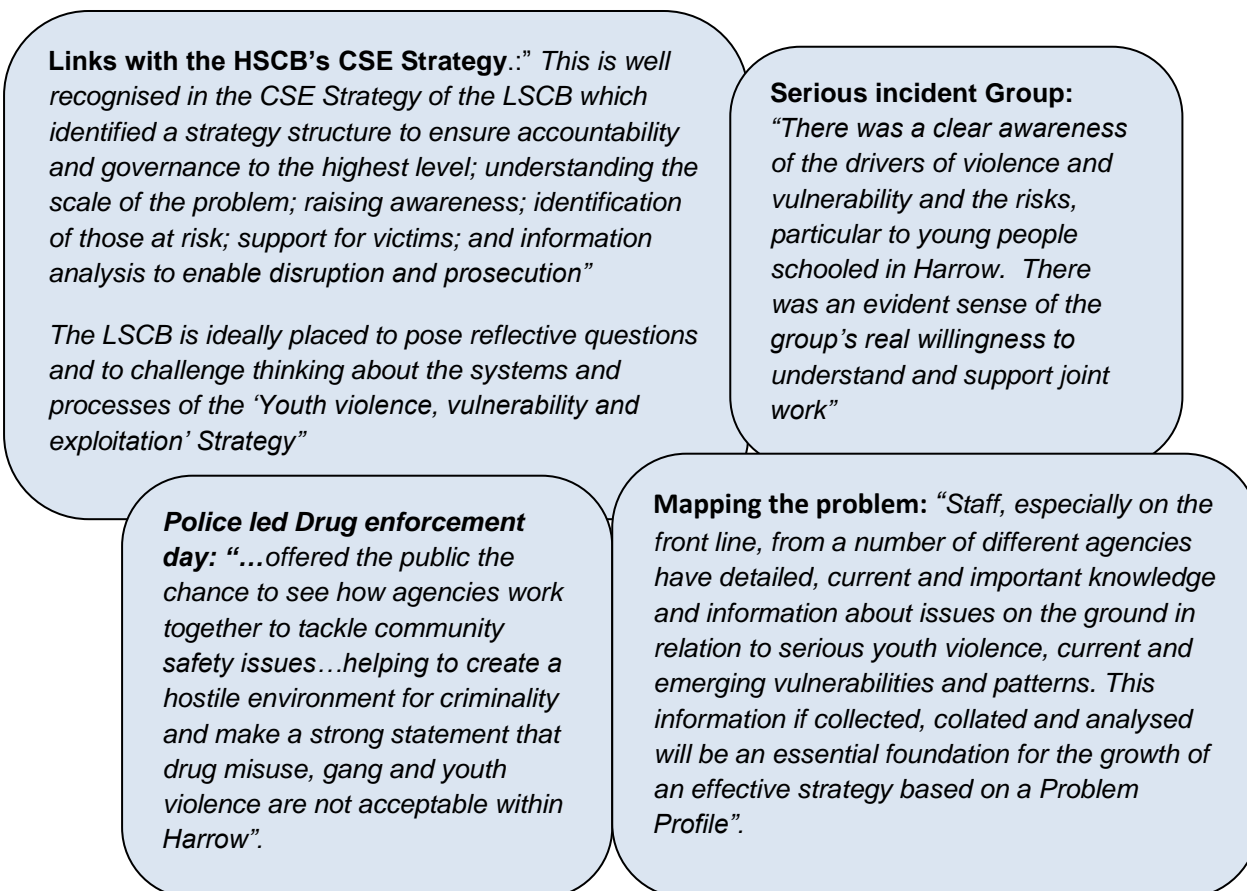 Links with the HSCB’s CSE Strategy.:” This is well
recognised in the CSE Strategy of the LSCB which
identified a strategy structure to ensure accountability
and governance to the highest level; understanding the
scale of the problem; raising awareness; identification
of those at risk; support for victims; and information
analysis to enable disruption and prosecution”
The LSCB is ideally placed to pose reflective questions
and to challenge thinking about the systems and
processes of the ‘Youth violence, vulnerability and
exploitation’ Strategy”
Serious incident Group:
“There was a clear awareness
of the drivers of violence and
vulnerability and the risks,
particular to young people
schooled in Harrow. There
was an evident sense of the
group’s real willingness to
understand and support joint
work”
Police led Drug enforcement
day: “…offered the public the
chance to see how agencies work
together to tackle community
safety issues…helping to create a
hostile environment for criminality
and make a strong statement that
drug misuse, gang and youth
violence are not acceptable within
Harrow”.
Mapping the problem: “Staff, especially on the
front line, from a number of different agencies
have detailed, current and important knowledge
and information about issues on the ground in
relation to serious youth violence, current and
emerging vulnerabilities and patterns. This
information if collected, collated and analysed
will be an essential foundation for the growth of
an effective strategy based on a Problem
Profile”.